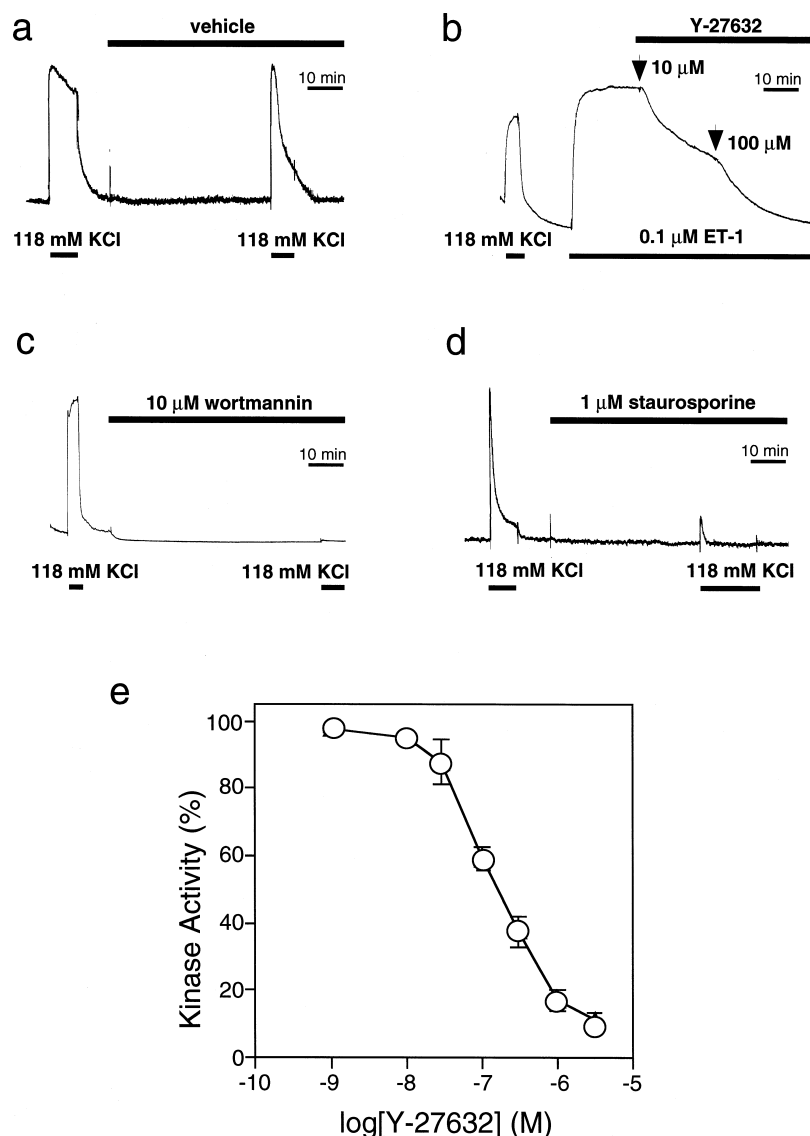 a
vehicle
10 min
118 mM KCl
118 mM KCl
b
Y-27632
10 µM
10 min
100 µM
118 mM KCl
0.1 µM ET-1
c
10 µM wortmannin
10 min
118 mM KCl
118 mM KCl
d
1 µM staurosporine
10 min
118 mM KCl
118 mM KCl
e
Kinase Activity (%)
100
80
60
40
20
0
-10 -9 -8 -7 -6 -5
log[Y-27632] (M)